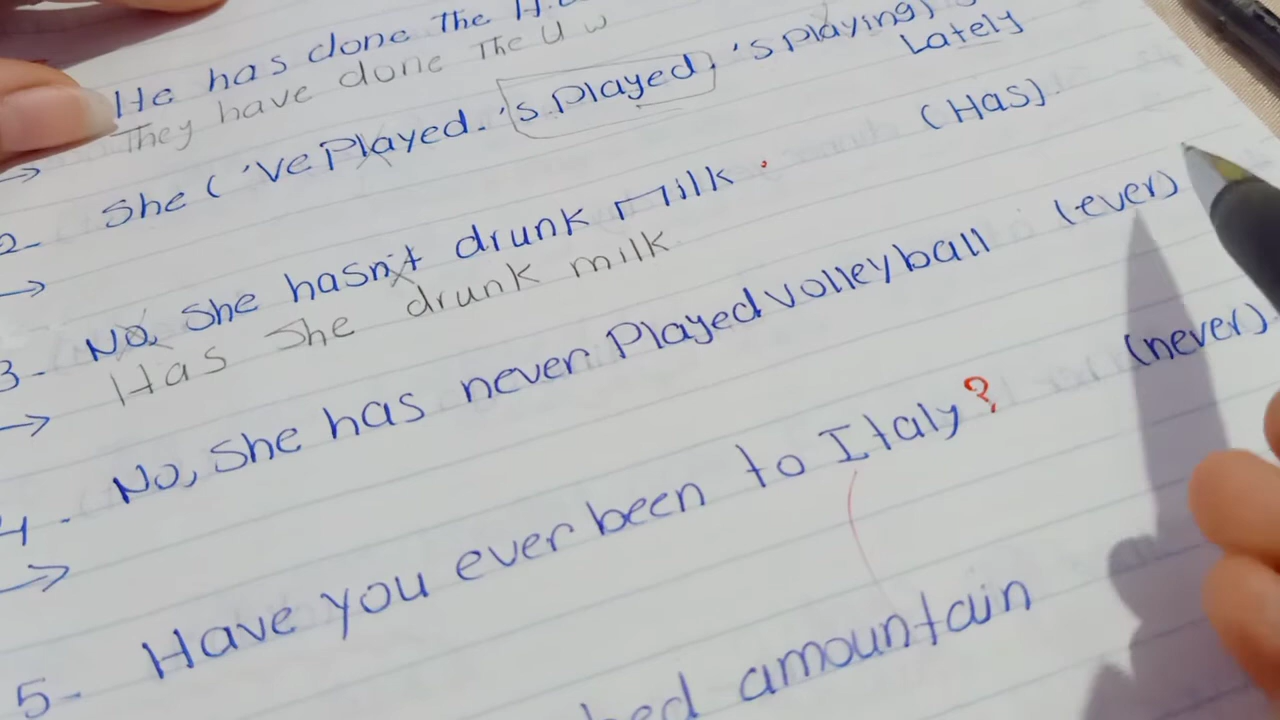 He has done the H.
They have done the U w
→
2- She ('ve Played. 's Played, 's playing)
Lately
→
3- No, she hasn't drunk milk. (Has)
Has she drunk milk
→
4- No, she has never Played volleyball (ever)
→
5- Have you ever been to Italy? (never)
amountain